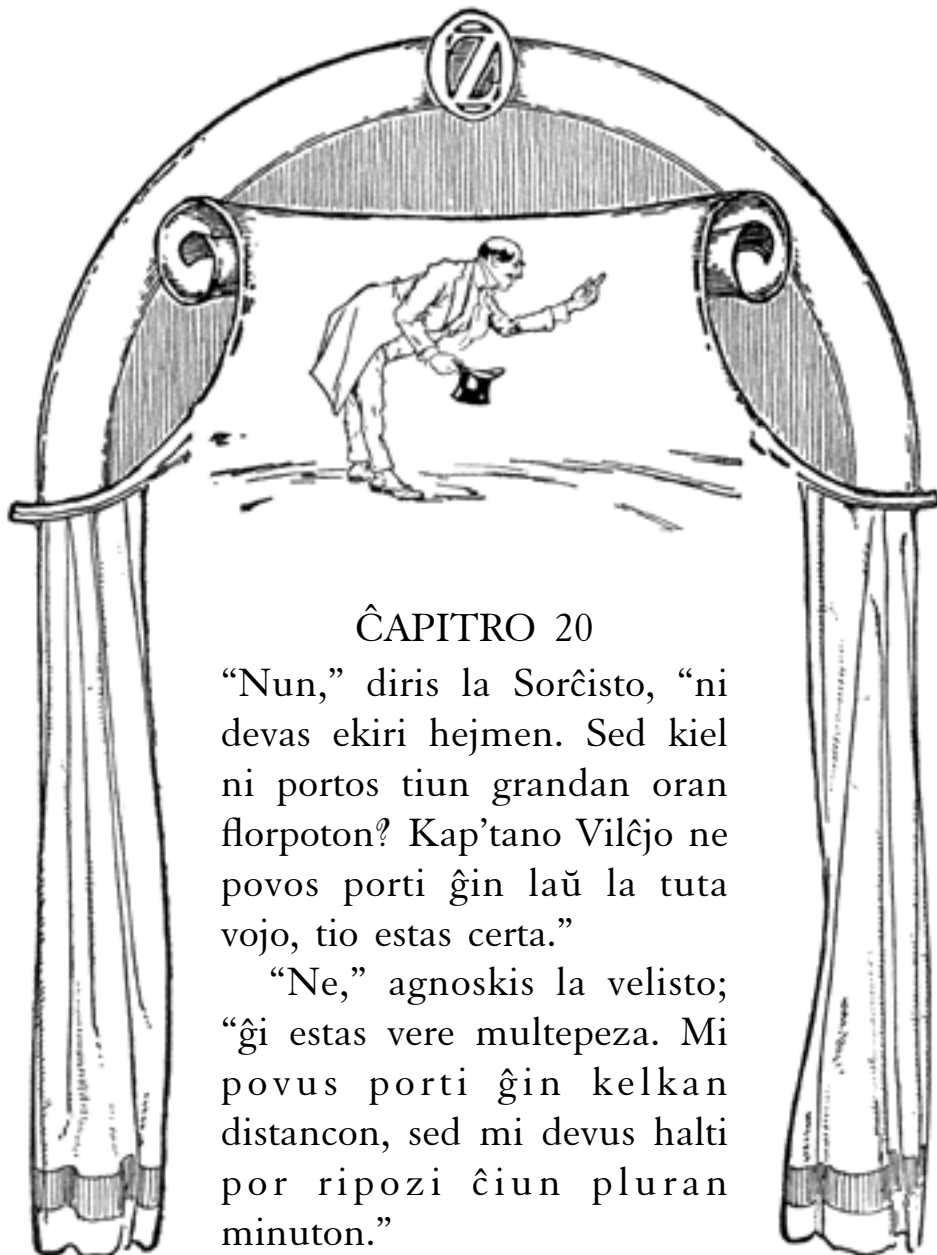 OZ
ĈAPITRO 20
“Nun,” diris la Sorĉisto, “ni
devas ekiri hejmen. Sed kiel
ni portos tiun grandan oran
florpoton? Kap’tano Vilĉjo ne
povos porti ĝin laŭ la tuta
vojo, tio estas certa.”
“Ne,” agnoskis la velisto;
“ĝi estas vere multepeza. Mi
povus porti ĝin kelkan
distancon, sed mi devus halti
por ripozi ĉiun pluran
minuton.”